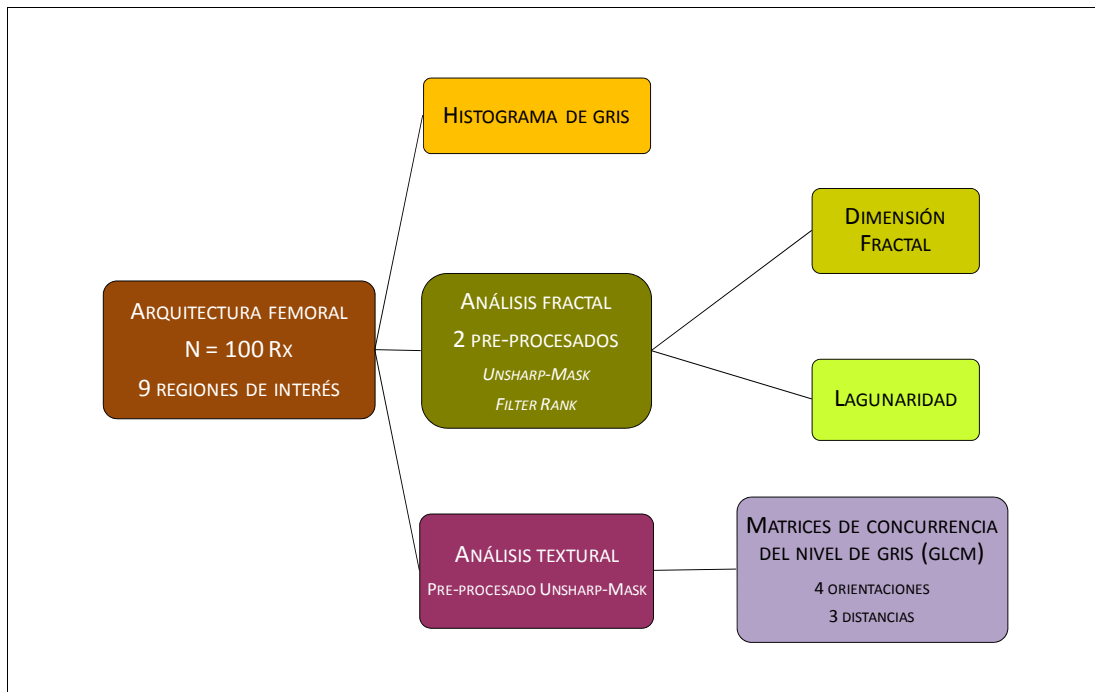 Histograma de gris
Dimensión
Fractal
Arquitectura femoral
N = 100 Rx
9 regiones de interés
Análisis fractal
2 pre-procesados
Unsharp-Mask
Filter Rank
Lagunaridad
Análisis textural
Pre-procesado Unsharp-Mask
Matrices de concurrencia
del nivel de gris (GLCM)
4 orientaciones
3 distancias